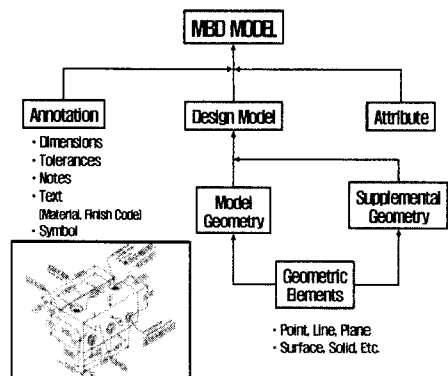 MBD MODEL
Annotation
Design Model
Attribute
· Dimensions
· Tolerances
· Notes
· Text
(Material, Finish Code)
· Symbol
Model
Geometry
Supplemental
Geometry
Geometric
Elements
· Point, Line, Plane
· Surface, Solid, Etc.